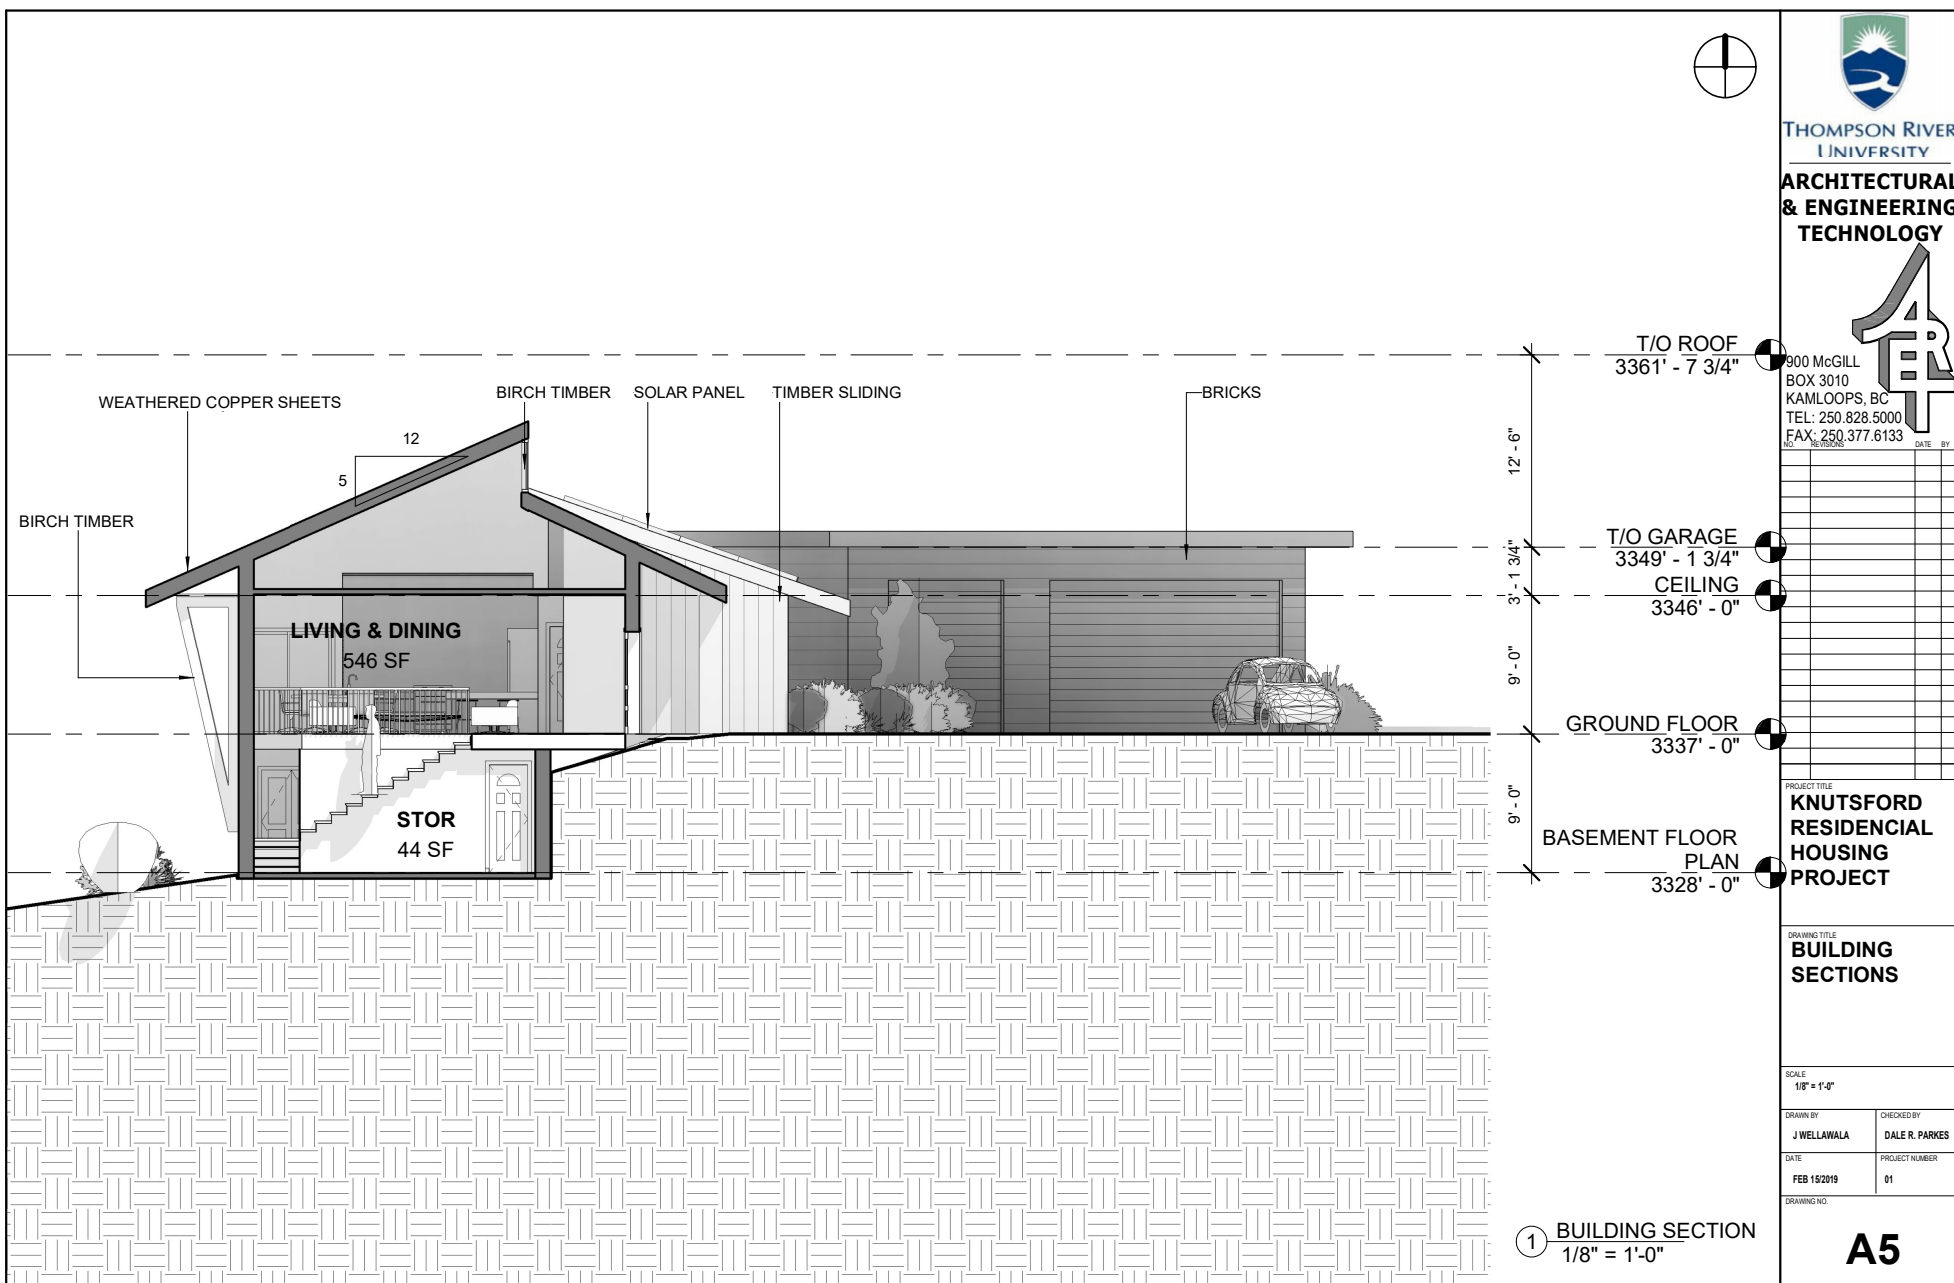 WEATHERED COPPER SHEETS
BIRCH TIMBER
SOLAR PANEL
TIMBER SLIDING
BRICKS
12
5
BIRCH TIMBER
LIVING & DINING
546 SF
STOR
44 SF
T/O ROOF
3361' - 7 3/4"
12' - 6"
T/O GARAGE
3349' - 1 3/4"
3' - 1 3/4"
CEILING
3346' - 0"
9' - 0"
GROUND FLOOR
3337' - 0"
9' - 0"
BASEMENT FLOOR
PLAN
3328' - 0"
1
BUILDING SECTION
1/8" = 1'-0"
THOMPSON RIVER
UNIVERSITY
ARCHITECTURAL
& ENGINEERING
TECHNOLOGY
ARET
900 McGILL
BOX 3010
KAMLOOPS, BC
TEL: 250.828.5000
FAX: 250.377.6133
NO. REVISIONS DATE BY
PROJECT TITLE
KNUTSFORD
RESIDENCIAL
HOUSING
PROJECT
DRAWING TITLE
BUILDING
SECTIONS
SCALE
1/8" = 1'-0"
DRAWN BY CHECKED BY
J WELLAWALA DALE R. PARKES
DATE PROJECT NUMBER
FEB 15/2019 01
DRAWING NO.
A5